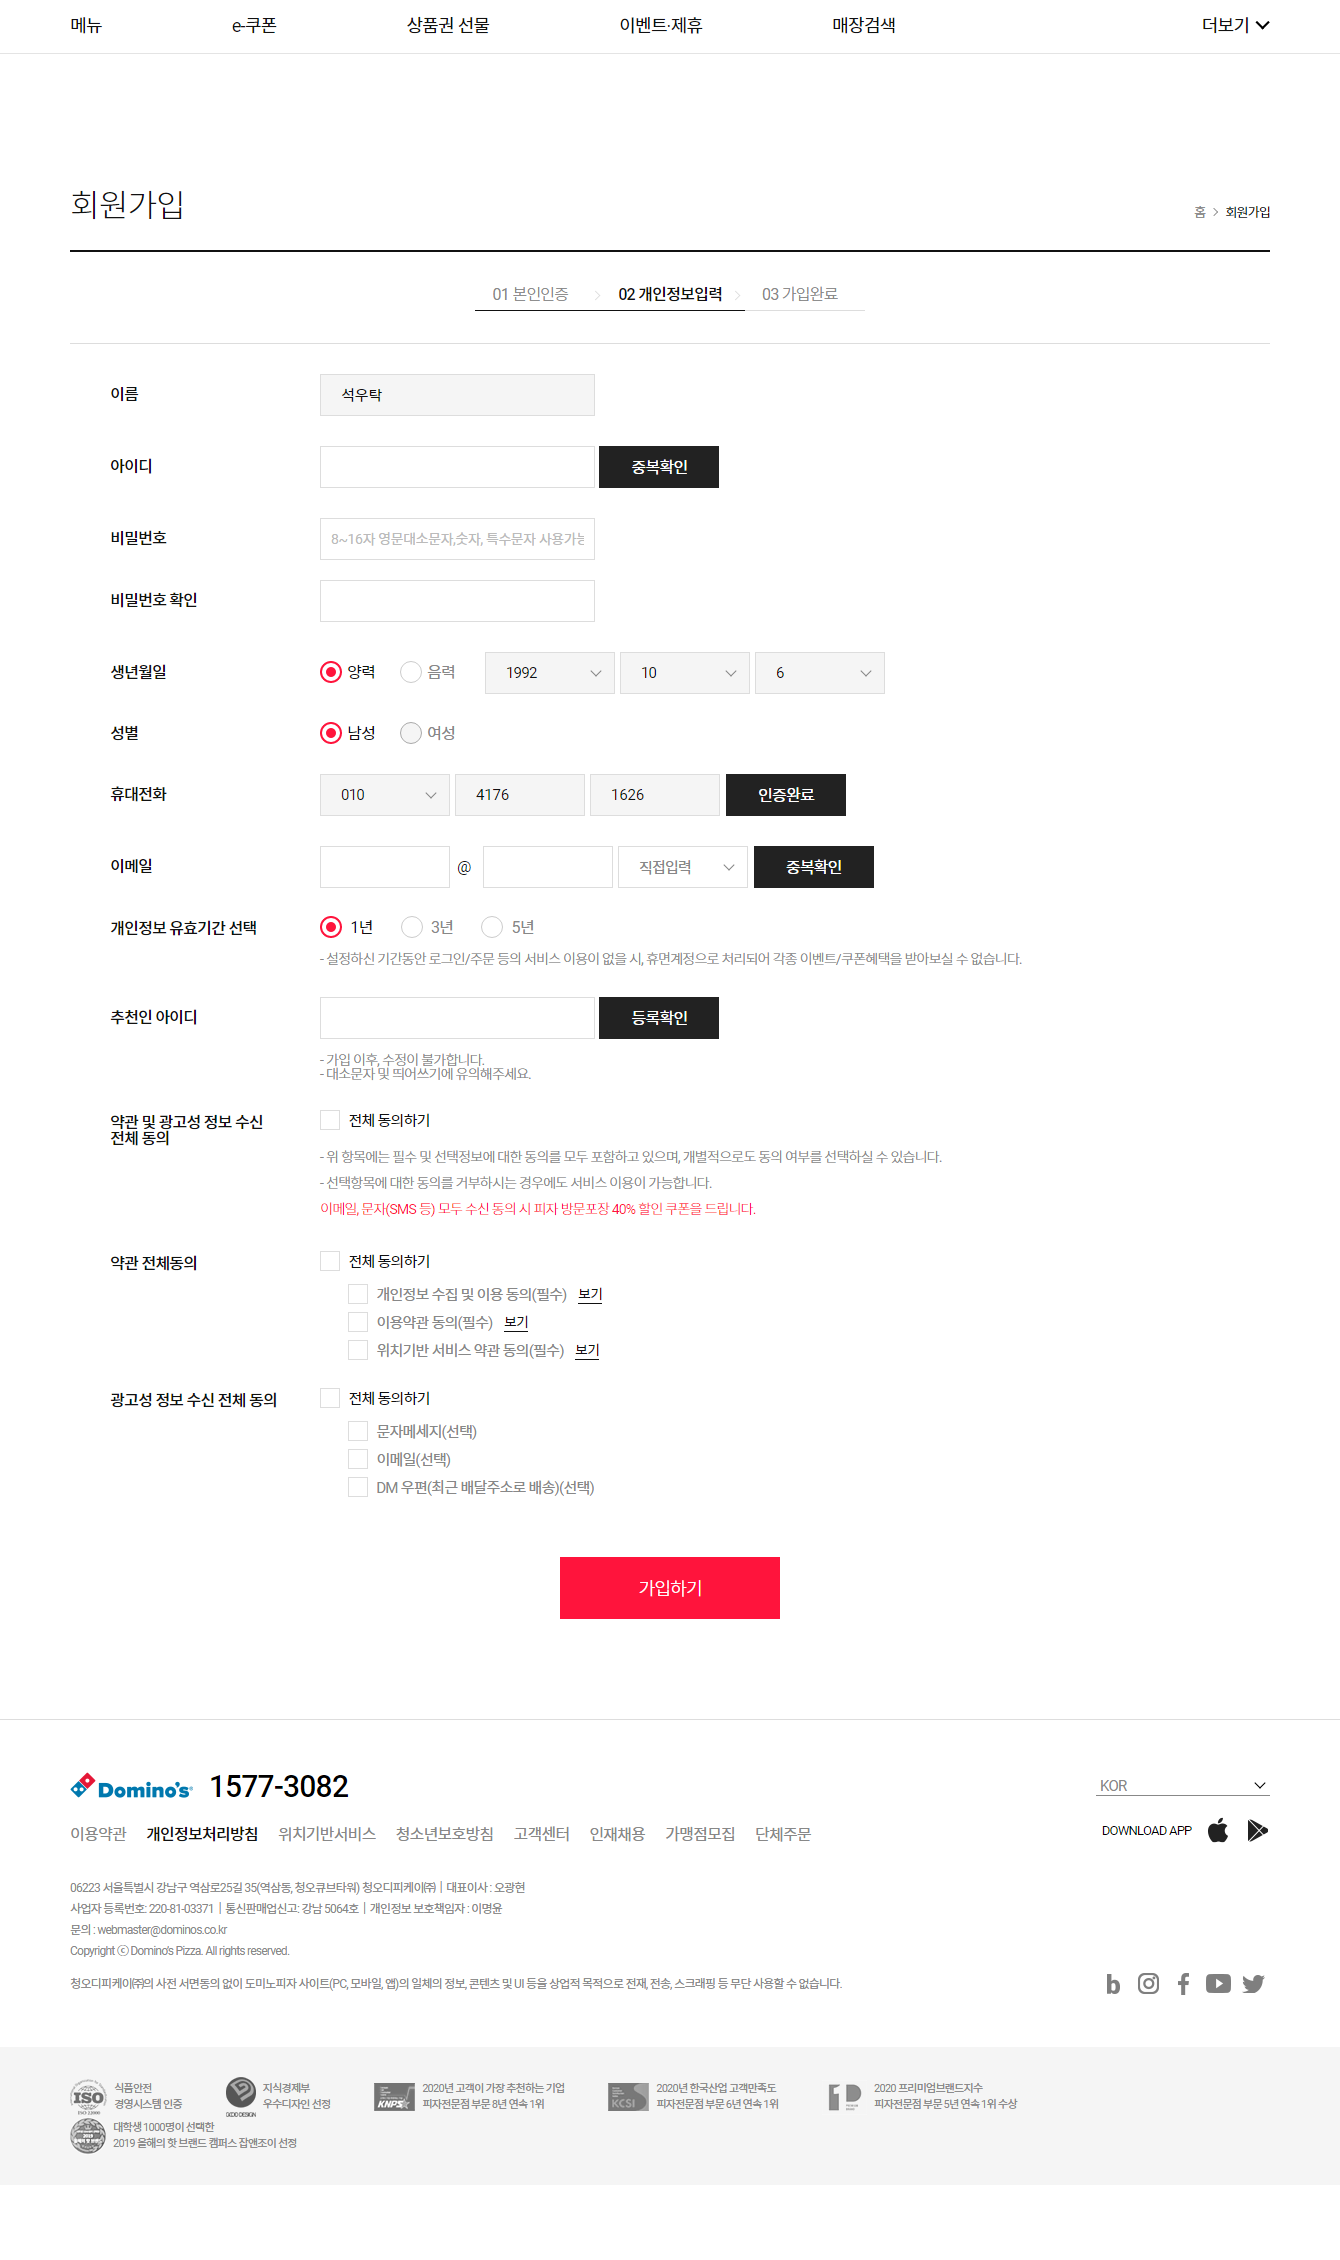 메뉴 e-쿠폰 상품권 선물 이벤트·제휴 매장검색 더보기
회원가입
홈 > 회원가입
01 본인인증 > 02 개인정보입력 > 03 가입완료
이름 석우탁
아이디 중복확인
비밀번호 8~16자 영문대소문자,숫자, 특수문자 사용가능
비밀번호 확인
생년월일 양력 음력 1992 10 6
성별 남성 여성
휴대전화 010 4176 1626 인증완료
이메일 @ 직접입력 중복확인
개인정보 유효기간 선택 1년 3년 5년
- 설정하신 기간동안 로그인/주문 등의 서비스 이용이 없을 시, 휴면계정으로 처리되어 각종 이벤트/쿠폰혜택을 받아보실 수 없습니다.
추천인 아이디 등록확인
- 가입 이후, 수정이 불가합니다.
- 대소문자 및 띄어쓰기에 유의해주세요.
약관 및 광고성 정보 수신 전체 동의하기
전체 동의
- 위 항목에는 필수 및 선택정보에 대한 동의를 모두 포함하고 있으며, 개별적으로도 동의 여부를 선택하실 수 있습니다.
- 선택항목에 대한 동의를 거부하시는 경우에도 서비스 이용이 가능합니다.
이메일, 문자(SMS 등) 모두 수신 동의 시 피자 방문포장 40% 할인 쿠폰을 드립니다.
약관 전체동의 전체 동의하기
개인정보 수집 및 이용 동의(필수) 보기
이용약관 동의(필수) 보기
위치기반 서비스 약관 동의(필수) 보기
광고성 정보 수신 전체 동의 전체 동의하기
문자메세지(선택)
이메일(선택)
DM 우편(최근 배달주소로 배송)(선택)
가입하기
Domino's 1577-3082 KOR
이용약관 개인정보처리방침 위치기반서비스 청소년보호방침 고객센터 인재채용 가맹점모집 단체주문 DOWNLOAD APP
06223 서울특별시 강남구 역삼로25길 35(역삼동, 청오큐브타워) 청오디피케이㈜ | 대표이사 : 오광현
사업자 등록번호: 220-81-03371 | 통신판매업신고: 강남 5064호 | 개인정보 보호책임자 : 이명윤
문의 : webmaster@dominos.co.kr
Copyright ⓒ Domino's Pizza. All rights reserved.
청오디피케이㈜의 사전 서면동의 없이 도미노피자 사이트(PC, 모바일, 앱)의 일체의 정보, 콘텐츠 및 UI 등을 상업적 목적으로 전재, 전송, 스크래핑 등 무단 사용할 수 없습니다.
ISO 식품안전
경영시스템 인증
지식경제부
우수디자인 선정
KNPS 2020년 고객이 가장 추천하는 기업
피자전문점 부문 8년 연속 1위
KCSI 2020년 한국산업 고객만족도
피자전문점 부문 6년 연속 1위
2020 프리미엄브랜드지수
피자전문점 부문 5년 연속 1위 수상
대학생 1000명이 선택한
2019 올해의 핫 브랜드 캠퍼스 잡앤조이 선정